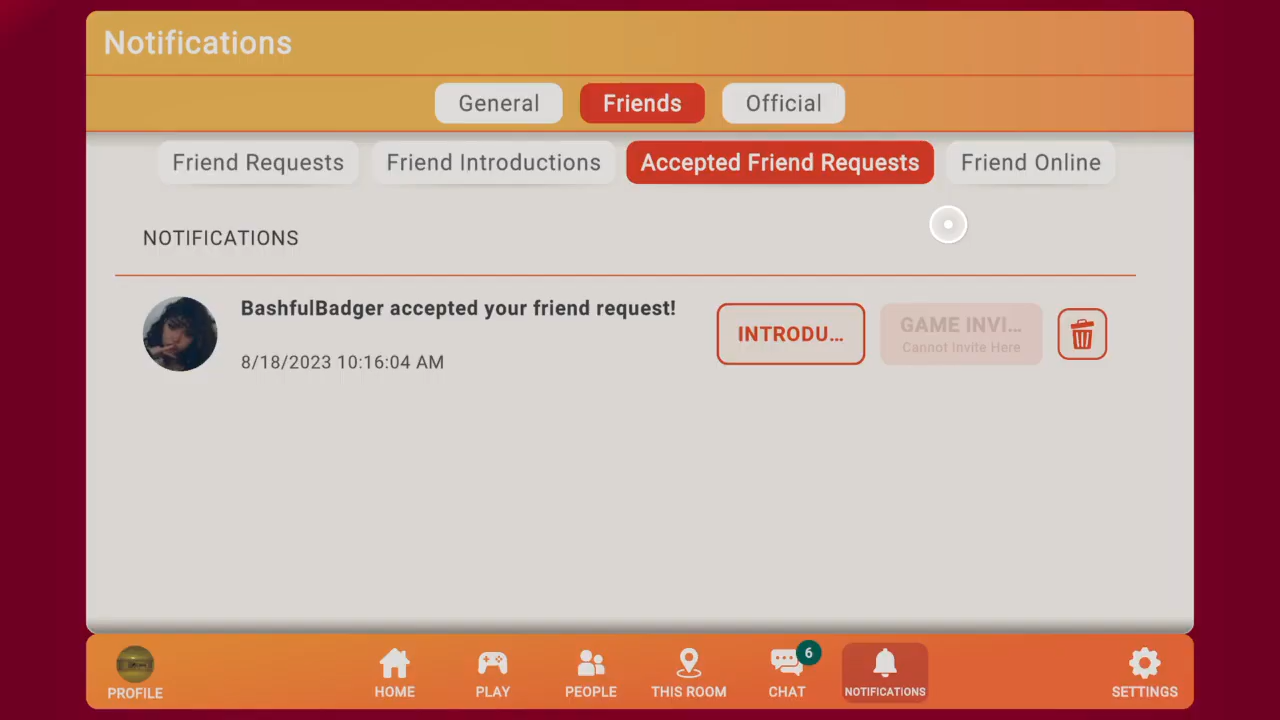 Notifications
General Friends Official
Friend Requests Friend Introductions Accepted Friend Requests Friend Online
NOTIFICATIONS
BashfulBadger accepted your friend request!
8/18/2023 10:16:04 AM
INTRODU...
GAME INVI...
Cannot Invite Here
6
PROFILE HOME PLAY PEOPLE THIS ROOM CHAT NOTIFICATIONS SETTINGS